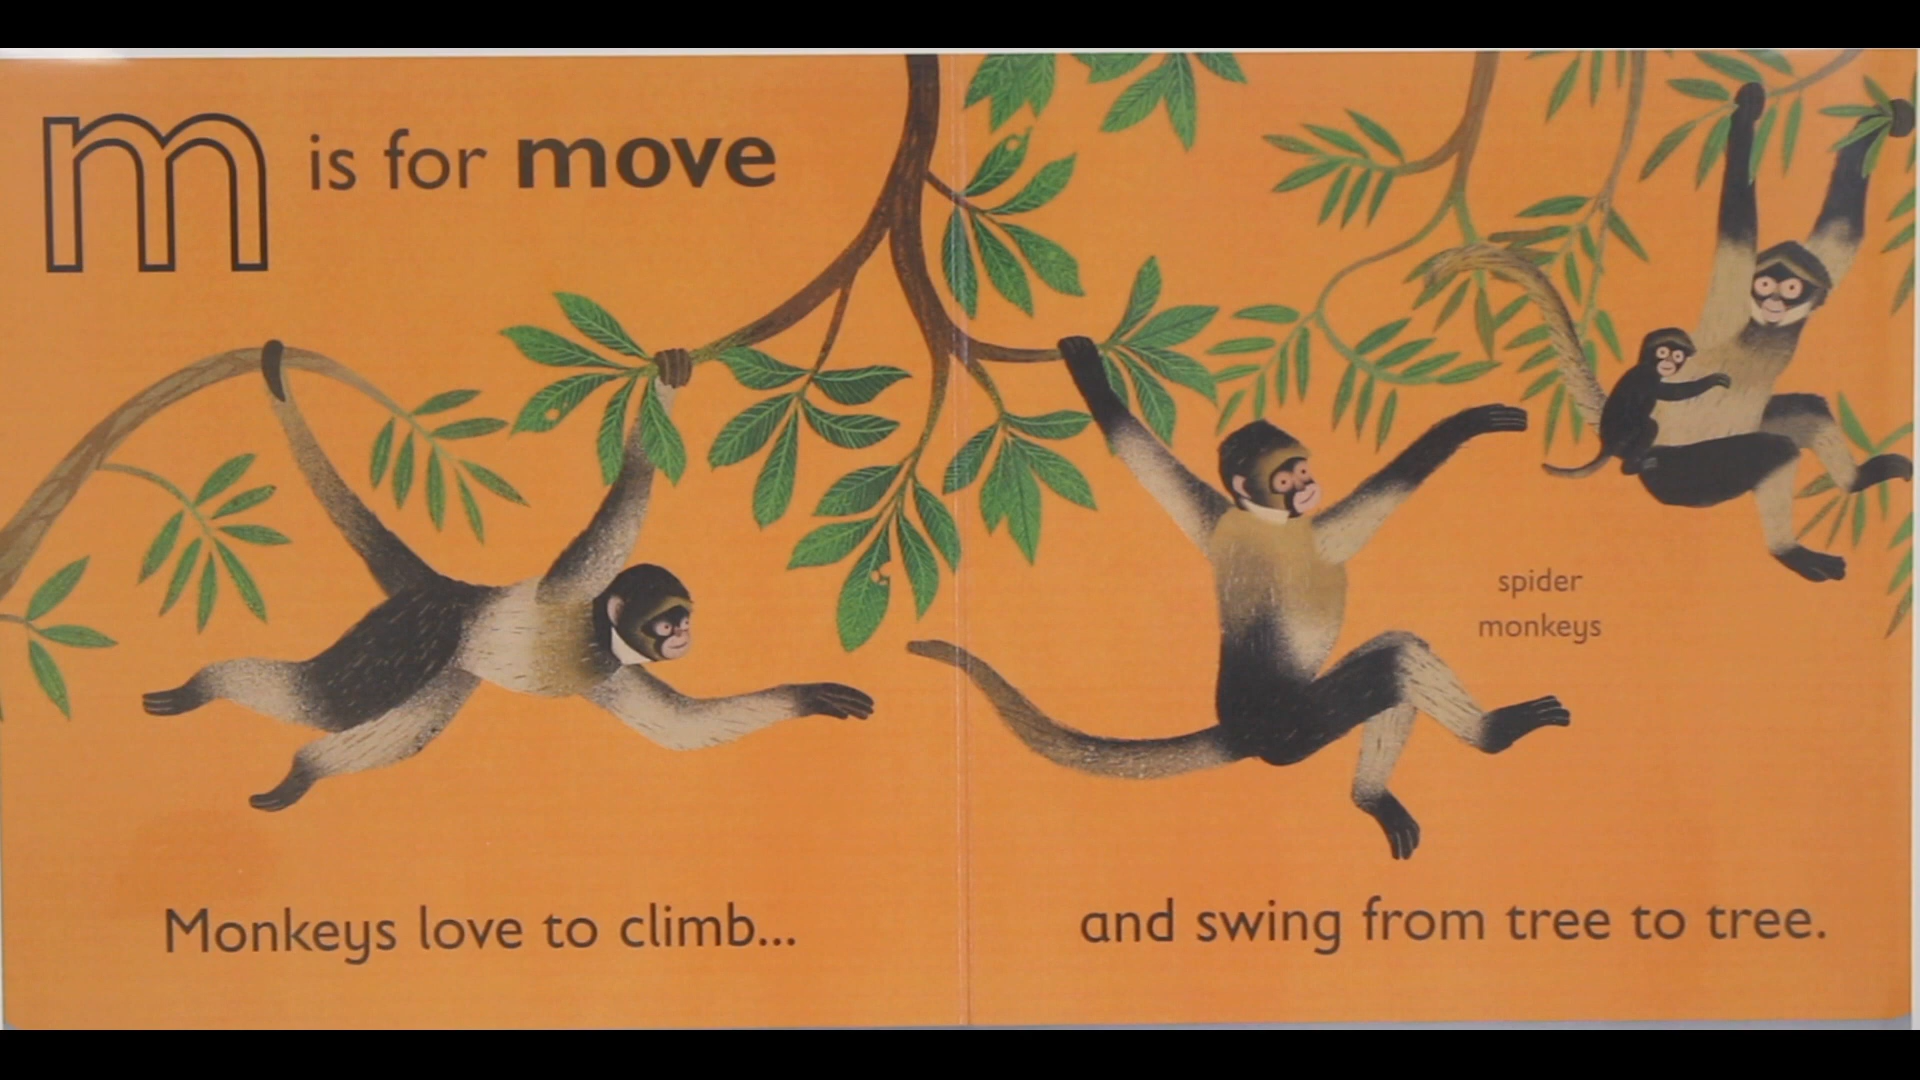 m is for move
spider
monkeys
Monkeys love to climb...
and swing from tree to tree.